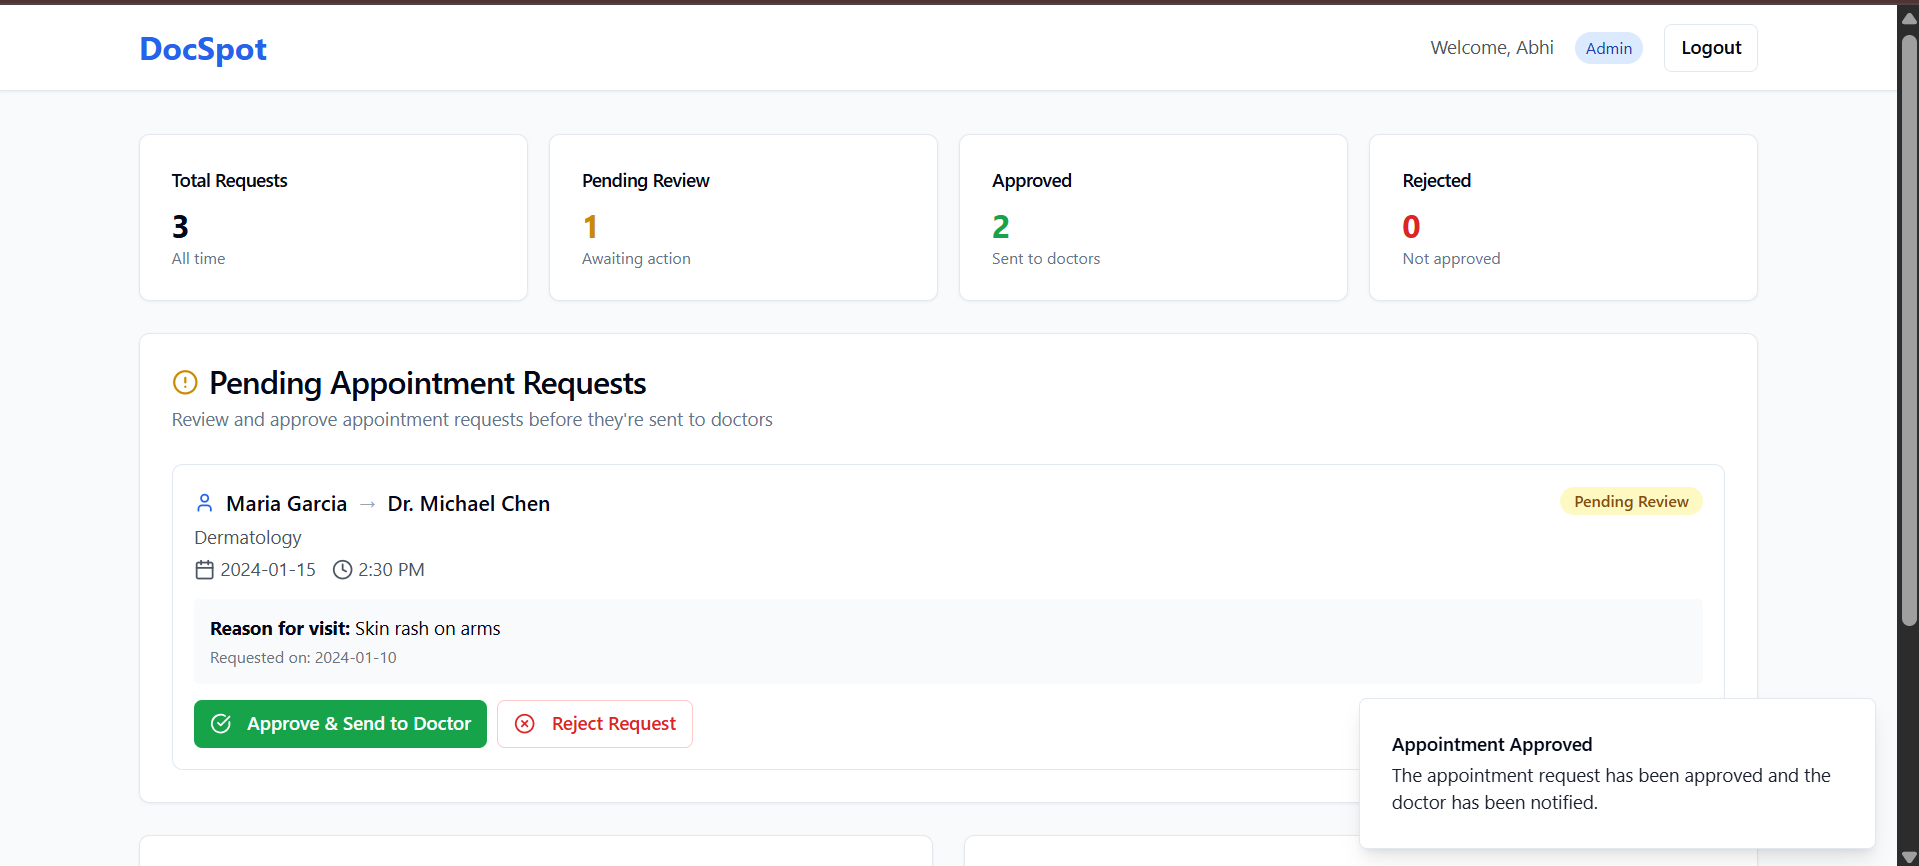 DocSpot
Welcome, Abhi
Admin
Logout
Total Requests
3
All time
Pending Review
1
Awaiting action
Approved
2
Sent to doctors
Rejected
0
Not approved
Pending Appointment Requests
Review and approve appointment requests before they're sent to doctors
Maria Garcia → Dr. Michael Chen
Pending Review
Dermatology
2024-01-15 2:30 PM
Reason for visit: Skin rash on arms
Requested on: 2024-01-10
Approve & Send to Doctor
Reject Request
Appointment Approved
The appointment request has been approved and the
doctor has been notified.